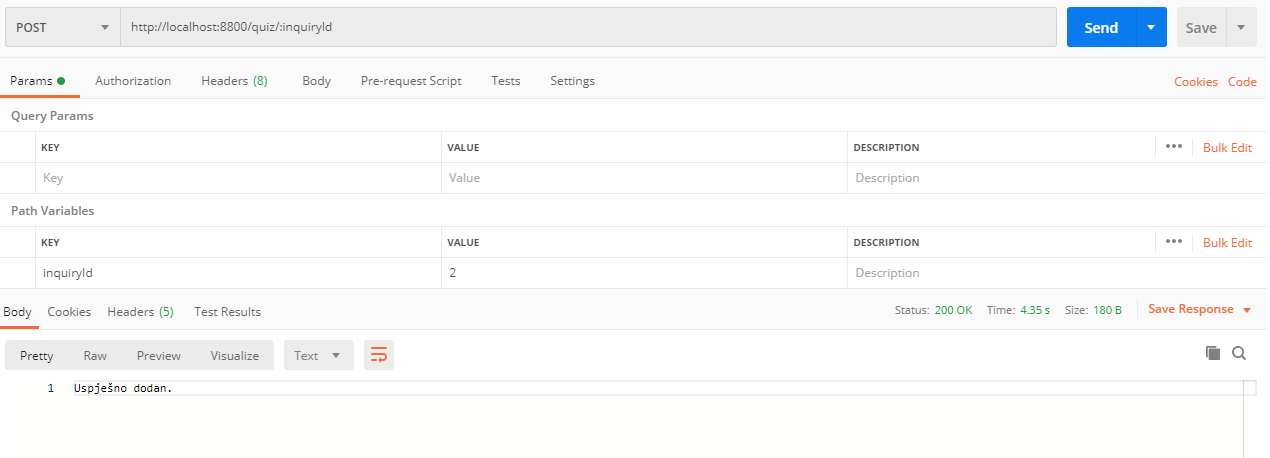 POST http://localhost:8800/quiz/:inquiryId Send Save
Params Authorization Headers (8) Body Pre-request Script Tests Settings Cookies Code
Query Params
KEY VALUE DESCRIPTION ••• Bulk Edit
Key Value Description
Path Variables
KEY VALUE DESCRIPTION ••• Bulk Edit
inquiryId 2 Description
Body Cookies Headers (5) Test Results Status: 200 OK Time: 4.35 s Size: 180 B Save Response
Pretty Raw Preview Visualize Text
1 Uspješno dodan.